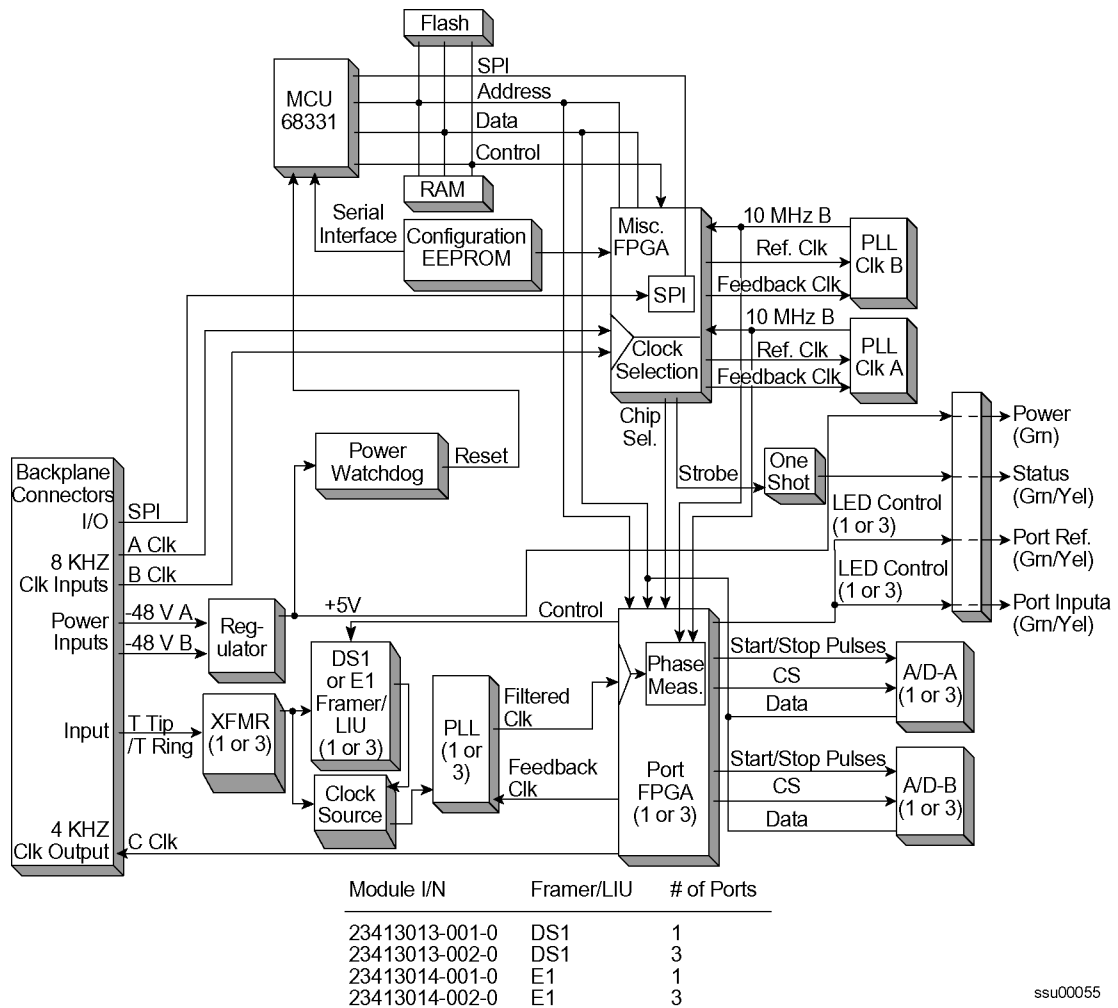 Flash
SPI
Address
MCU
68331
Data
Control
RAM
Serial
Interface
Configuration
EEPROM
Misc.
FPGA
SPI
Clock
Selection
10 MHz B
Ref. Clk
Feedback Clk
PLL
Clk B
10 MHz B
Ref. Clk
Feedback Clk
PLL
Clk A
Chip
Sel.
Strobe
One
Shot
Power
Watchdog
Reset
Power
(Grn)
Status
(Grn/Yel)
LED Control
(1 or 3)
Port Ref.
(Grn/Yel)
LED Control
(1 or 3)
Port Inputa
(Grn/Yel)
Backplane
Connectors
I/O
SPI
8 KHZ
Clk Inputs
A Clk
B Clk
Power
Inputs
-48 V A
-48 V B
Reg-
ulator
+5V
Control
Input
T Tip
/T Ring
XFMR
(1 or 3)
DS1
or E1
Framer/
LIU
(1 or 3)
Clock
Source
PLL
(1 or
3)
Filtered
Clk
Feedback
Clk
Phase
Meas.
Port
FPGA
(1 or 3)
Start/Stop Pulses
CS
Data
A/D-A
(1 or 3)
Start/Stop Pulses
CS
Data
A/D-B
(1 or 3)
4 KHZ
Clk Output
C Clk
Module I/N Framer/LIU # of Ports
23413013-001-0 DS1 1
23413013-002-0 DS1 3
23413014-001-0 E1 1
23413014-002-0 E1 3
ssu00055